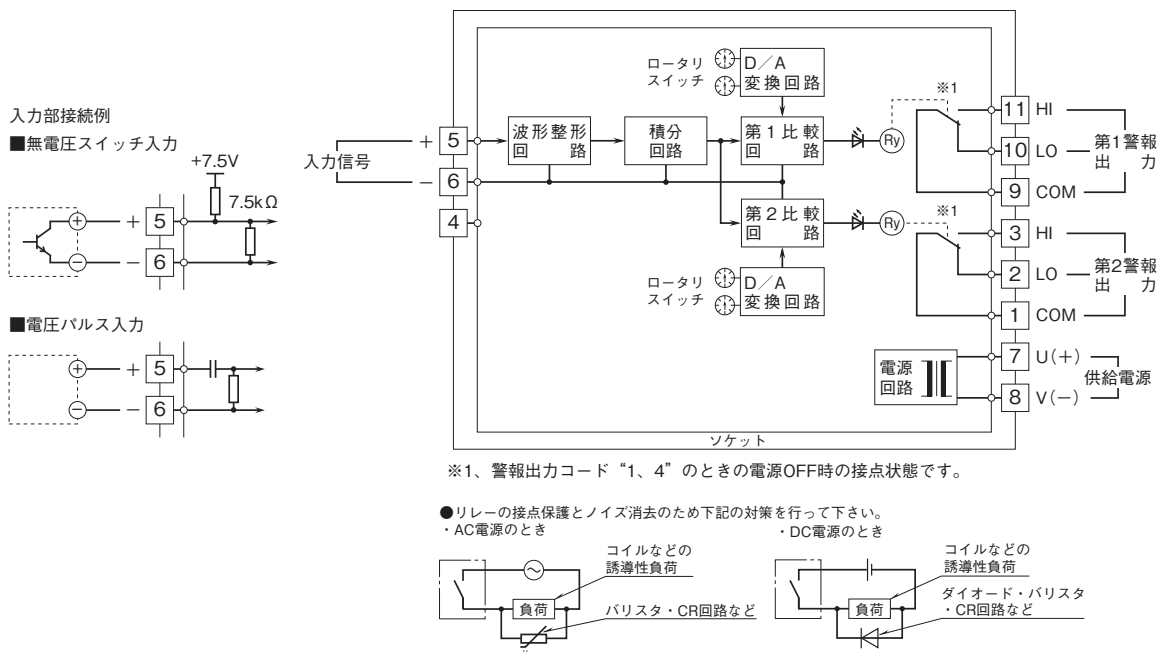 入力部接続例
■無電圧スイッチ入力
+7.5V
7.5kΩ
+ 5
− 6
■電圧パルス入力
+ 5
− 6
入力信号
+ 5
− 6
4
波形整形
回 路
積分
回路
ロータリ
スイッチ
D/A
変換回路
第1比較
回 路
Ry
※1
第2比較
回 路
Ry
※1
ロータリ
スイッチ
D/A
変換回路
11 HI
10 LO
9 COM
第1警報
出 力
3 HI
2 LO
1 COM
第2警報
出 力
電源
回路
7 U(+)
8 V(−)
供給電源
ソケット
※1、警報出力コード“1、4”のときの電源OFF時の接点状態です。
●リレーの接点保護とノイズ消去のため下記の対策を行って下さい。
・AC電源のとき
コイルなどの
誘導性負荷
負荷
バリスタ・CR回路など
・DC電源のとき
コイルなどの
誘導性負荷
負荷
ダイオード・バリスタ
・CR回路など